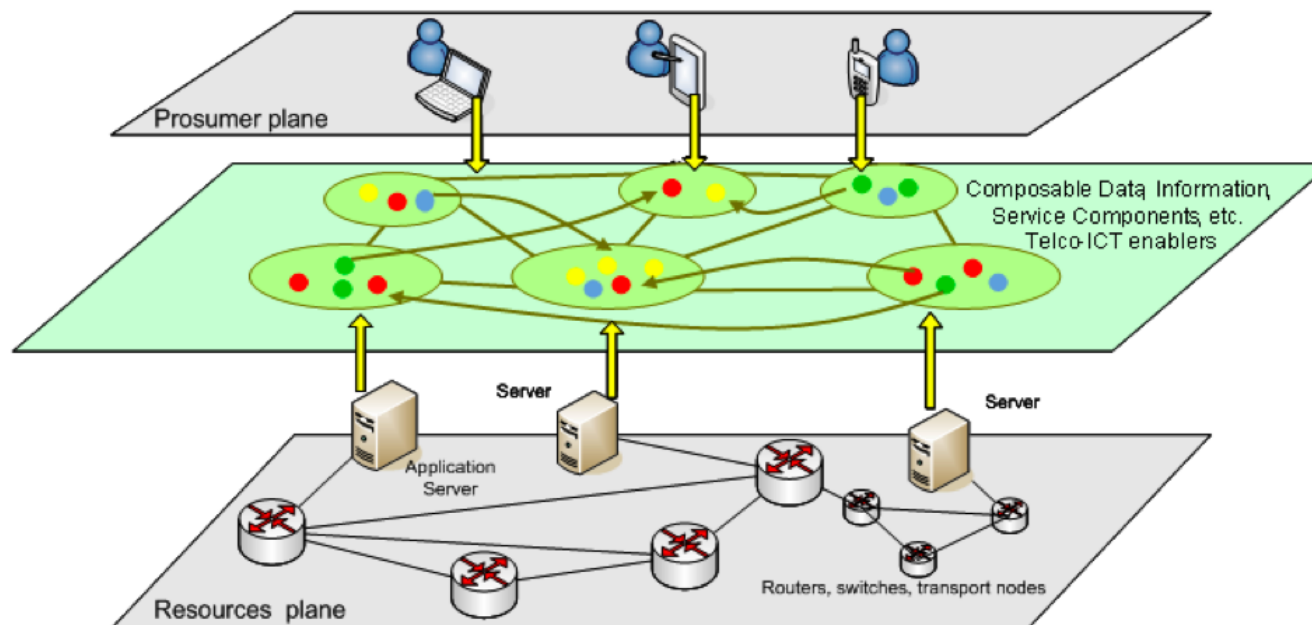 Prosumer plane
Composable Data, Information,
Service Components, etc.
Telco-ICT enablers
Server
Server
Application
Server
Routers, switches, transport nodes
Resources plane